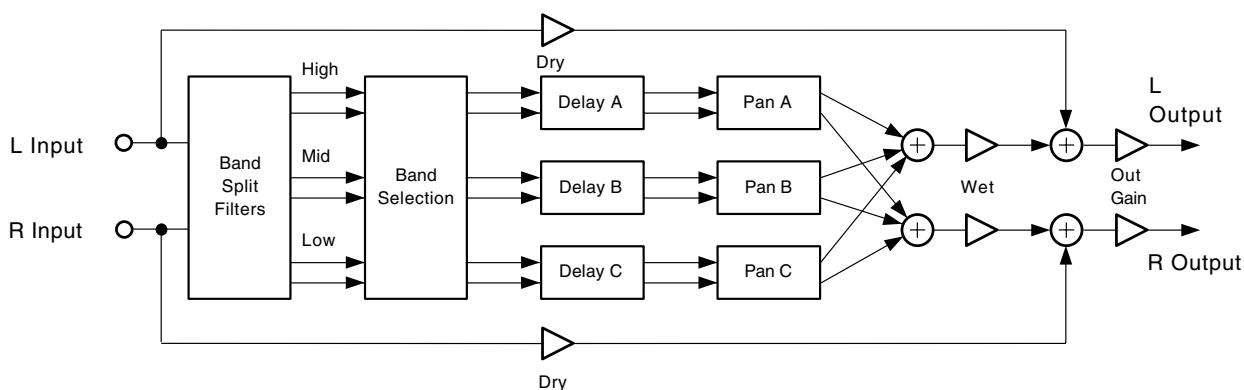 Dry
High
L
Output
Delay A
Pan A
L Input
Band
Split
Filters
Mid
Band
Selection
Delay B
Pan B
+
+
Wet
Out
Gain
R Input
Low
Delay C
Pan C
+
+
R Output
Dry